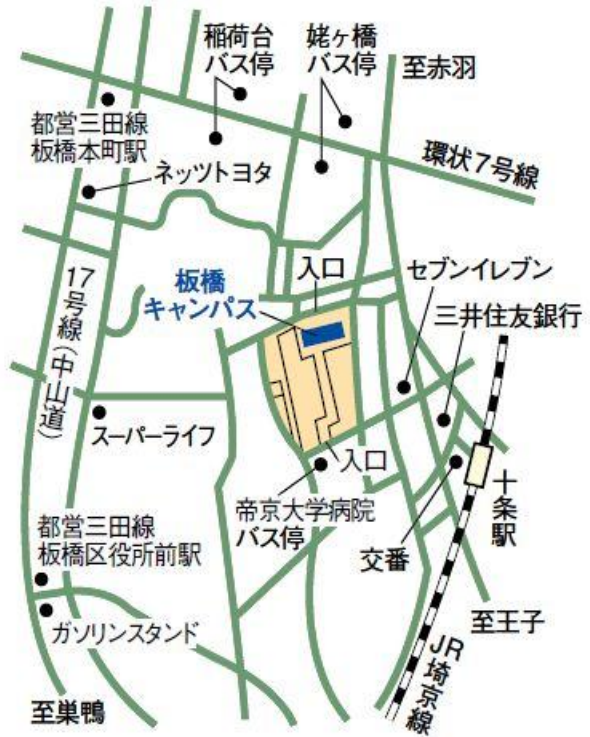 稲荷台
バス停
姥ヶ橋
バス停
至赤羽
都営三田線
板橋本町駅
ネッツトヨタ
環状7号線
17号線(中山道)
板橋
キャンパス
入口
セブンイレブン
三井住友銀行
スーパーライフ
入口
帝京大学病院
バス停
十条駅
交番
都営三田線
板橋区役所前駅
ガソリンスタンド
至王子
JR埼京線
至巣鴨